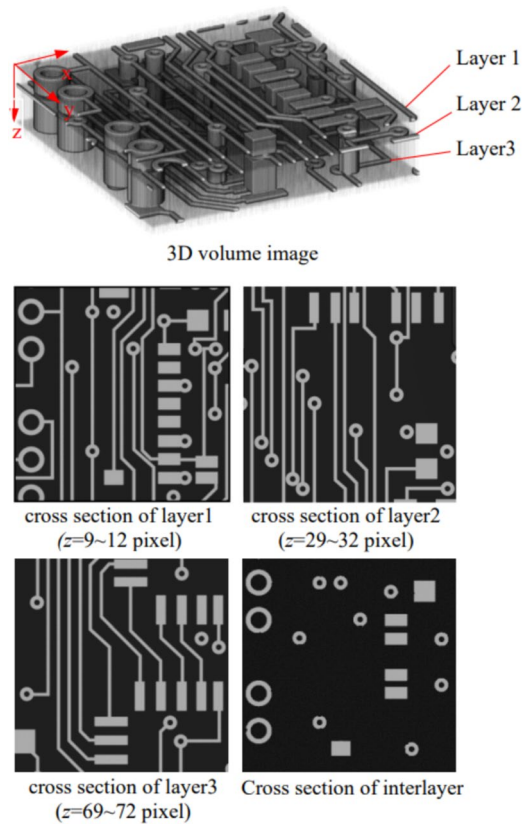 x
y
z
Layer 1
Layer 2
Layer3
3D volume image
cross section of layer1
(z=9~12 pixel)
cross section of layer2
(z=29~32 pixel)
cross section of layer3
(z=69~72 pixel)
Cross section of interlayer